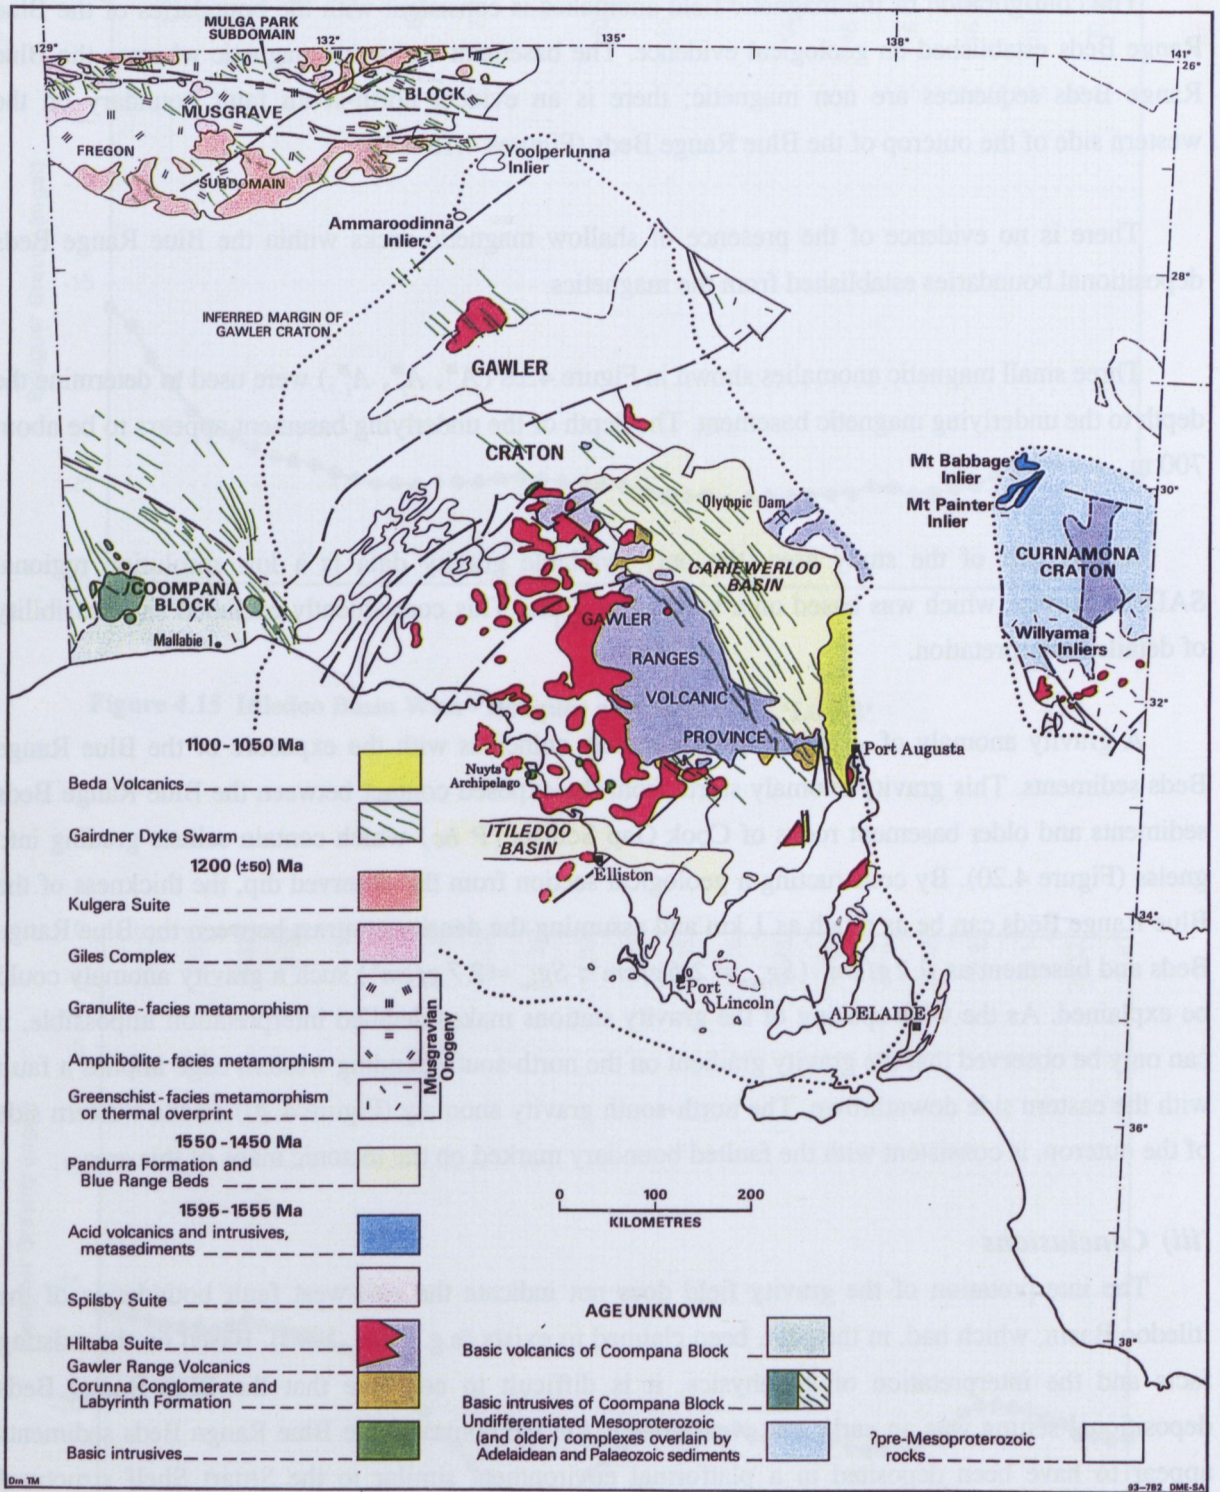 MULGA PARK
SUBDOMAIN
129°
132°
135°
138°
141°
26°
BLOCK
MUSGRAVE
FREGON
SUBDOMAIN
Yoolperlunna
Inlier
Ammaroodinna
Inlier
28°
INFERRED MARGIN OF
GAWLER CRATON
GAWLER
CRATON
Mt Babbage
Inlier
30°
Mt Painter
Inlier
Olympic Dam
CURNAMONA
CRATON
CARIEWERLOO
BASIN
COOMPANA
BLOCK
Mallabie 1
GAWLER
RANGES
VOLCANIC
PROVINCE
Willyama
Inliers
32°
Port Augusta
Nuyts
Archipelago
ITILEDOO
BASIN
Elliston
34°
Port
Lincoln
ADELAIDE
36°
38°
0 100 200
KILOMETRES
1100-1050 Ma
Beda Volcanics
Gairdner Dyke Swarm
1200 (±50) Ma
Kulgera Suite
Giles Complex
Granulite-facies metamorphism
Amphibolite-facies metamorphism
Greenschist-facies metamorphism
or thermal overprint
Musgravian
Orogeny
1550-1450 Ma
Pandurra Formation and
Blue Range Beds
1595-1555 Ma
Acid volcanics and intrusives,
metasediments
Spilsby Suite
Hiltaba Suite
Gawler Range Volcanics
Corunna Conglomerate and
Labyrinth Formation
Basic intrusives
AGE UNKNOWN
Basic volcanics of Coompana Block
Basic intrusives of Coompana Block
Undifferentiated Mesoproterozoic
(and older) complexes overlain by
Adelaidean and Palaeozoic sediments
?pre-Mesoproterozoic
rocks
Dm TM
93-782 DME-SA